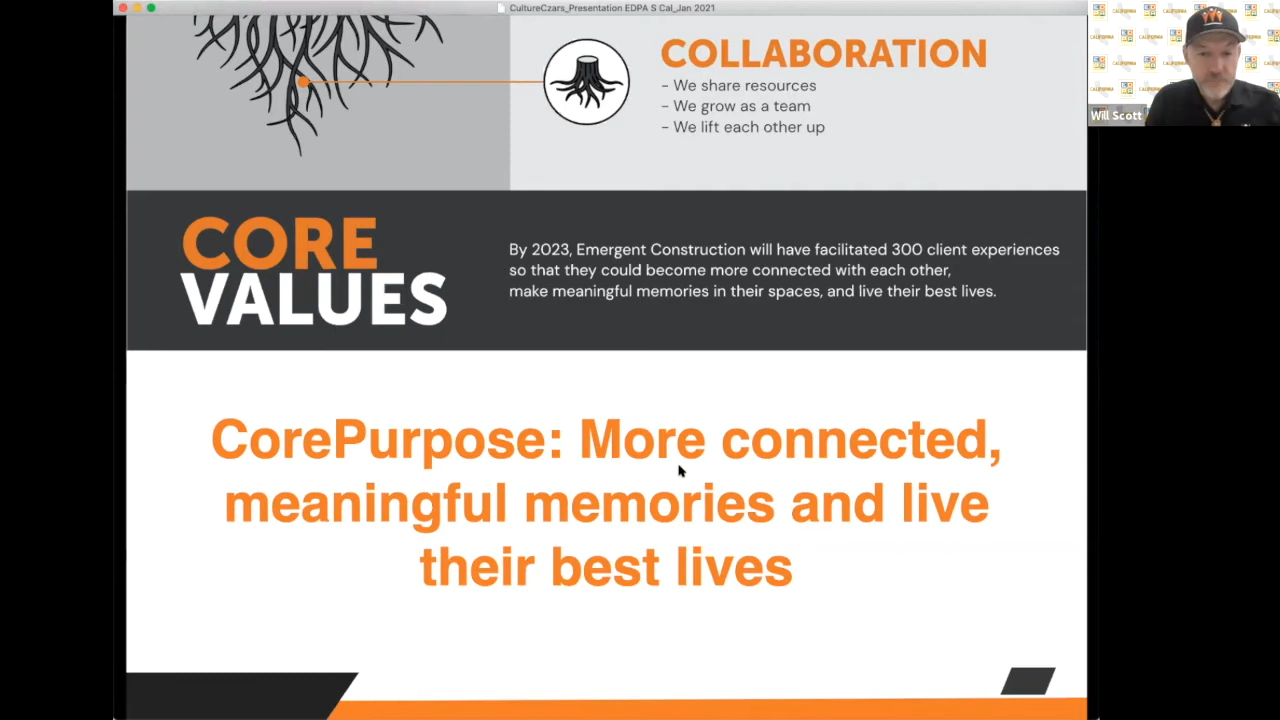 CultureCzars_Presentation EDPA S Cal_Jan 2021
COLLABORATION
- We share resources
- We grow as a team
- We lift each other up
Will Scott
CORE
VALUES
By 2023, Emergent Construction will have facilitated 300 client experiences
so that they could become more connected with each other,
make meaningful memories in their spaces, and live their best lives.
CorePurpose: More connected,
meaningful memories and live
their best lives